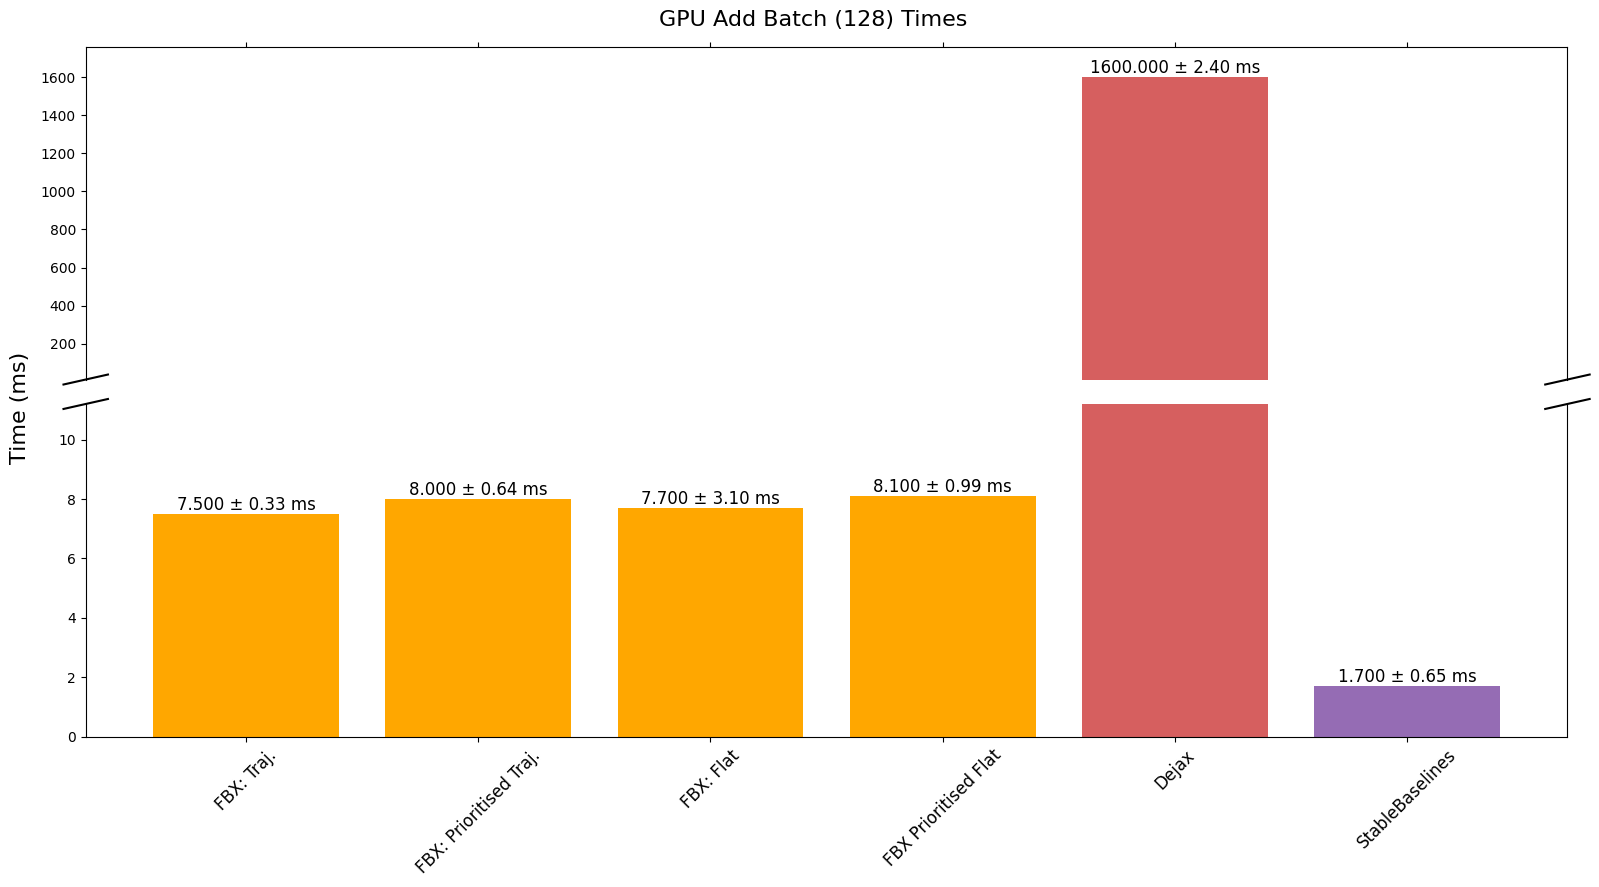 GPU Add Batch (128) Times
Time (ms)
1600
1400
1200
1000
800
600
400
200
10
8
6
4
2
0
1600.000 ± 2.40 ms
7.500 ± 0.33 ms
8.000 ± 0.64 ms
7.700 ± 3.10 ms
8.100 ± 0.99 ms
1.700 ± 0.65 ms
FBX: Traj.
FBX: Prioritised Traj.
FBX: Flat
FBX Prioritised Flat
Dejax
StableBaselines